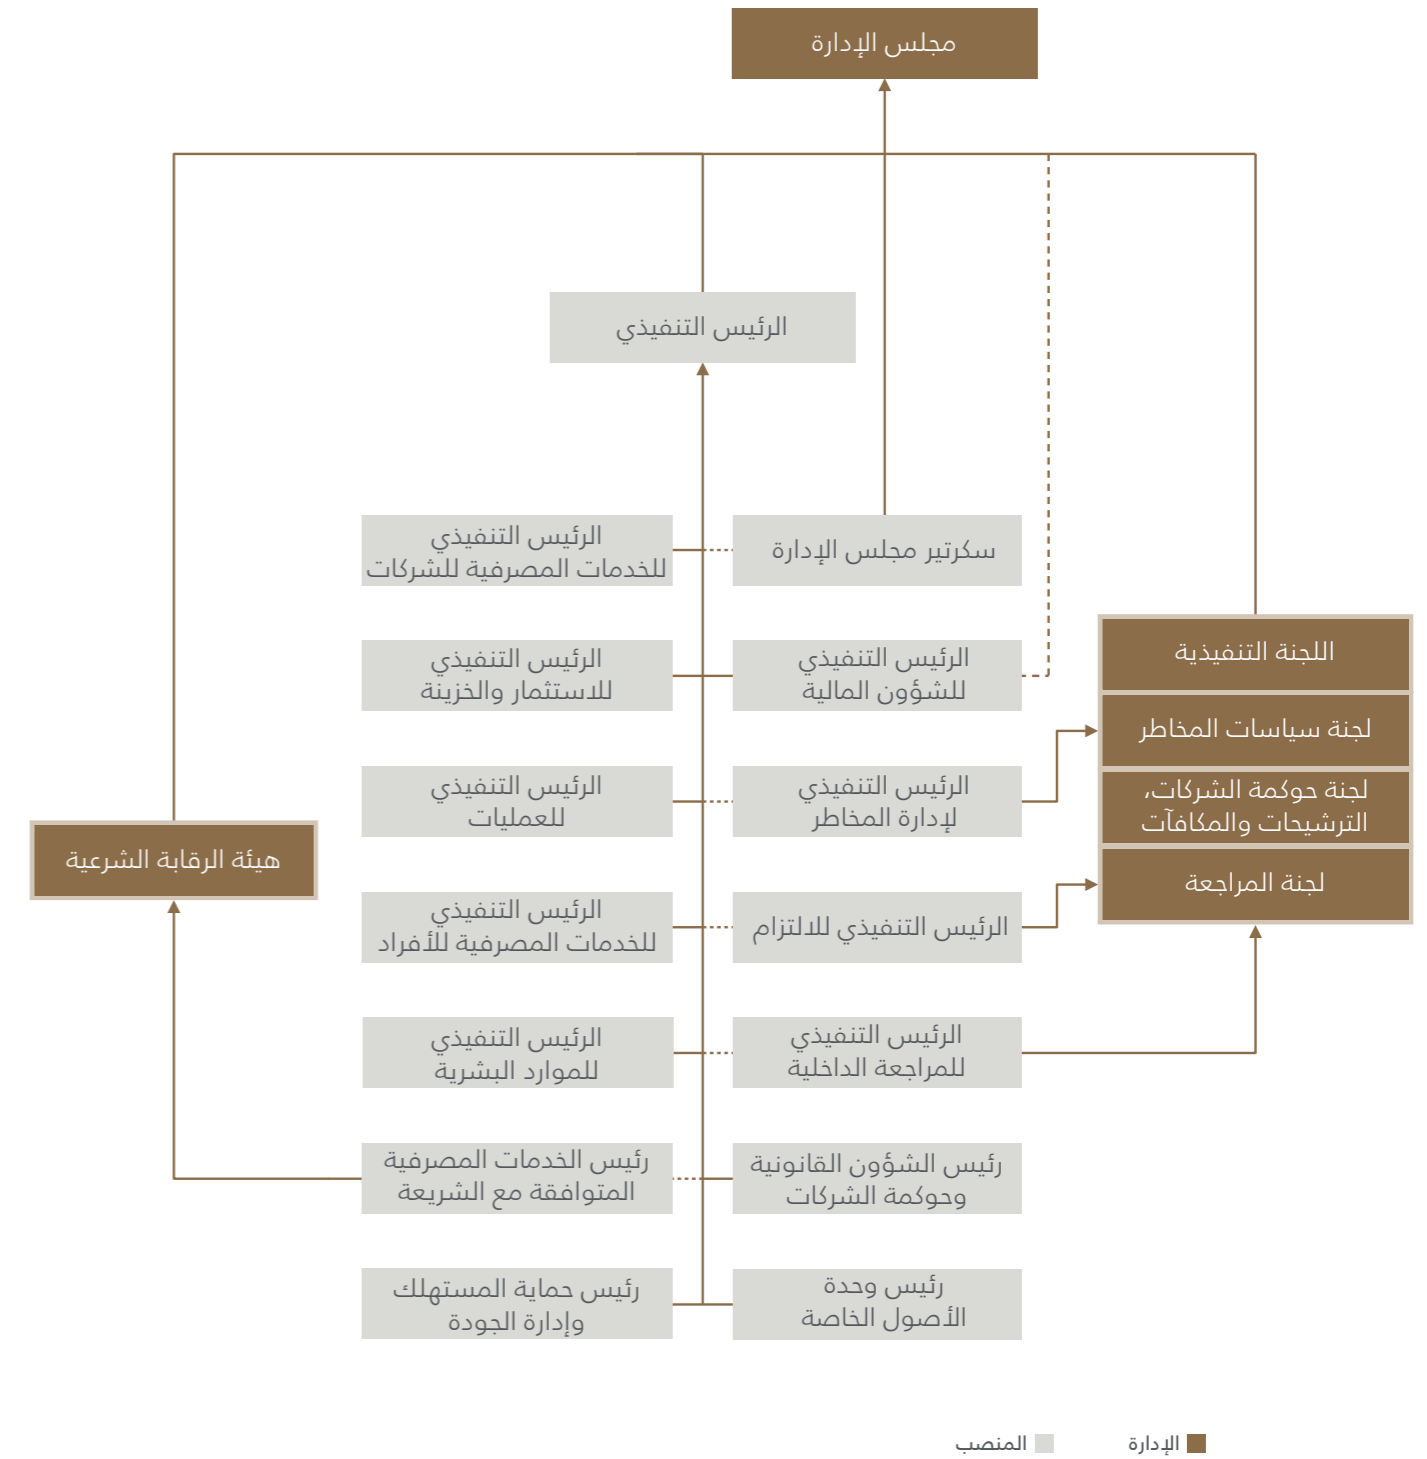 مجلس الإدارة
الرئيس التنفيذي
سكرتير مجلس الإدارة
الرئيس التنفيذي
للخدمات المصرفية للشركات
الرئيس التنفيذي
للشؤون المالية
الرئيس التنفيذي
للاستثمار والخزينة
الرئيس التنفيذي
لإدارة المخاطر
الرئيس التنفيذي
للعمليات
الرئيس التنفيذي للالتزام
الرئيس التنفيذي
للخدمات المصرفية للأفراد
الرئيس التنفيذي
للمراجعة الداخلية
الرئيس التنفيذي
للموارد البشرية
رئيس الشؤون القانونية
وحوكمة الشركات
رئيس الخدمات المصرفية
المتوافقة مع الشريعة
رئيس وحدة
الأصول الخاصة
رئيس حماية المستهلك
وإدارة الجودة
اللجنة التنفيذية
لجنة سياسات المخاطر
لجنة حوكمة الشركات،
الترشيحات والمكافآت
لجنة المراجعة
هيئة الرقابة الشرعية
الإدارة
المنصب